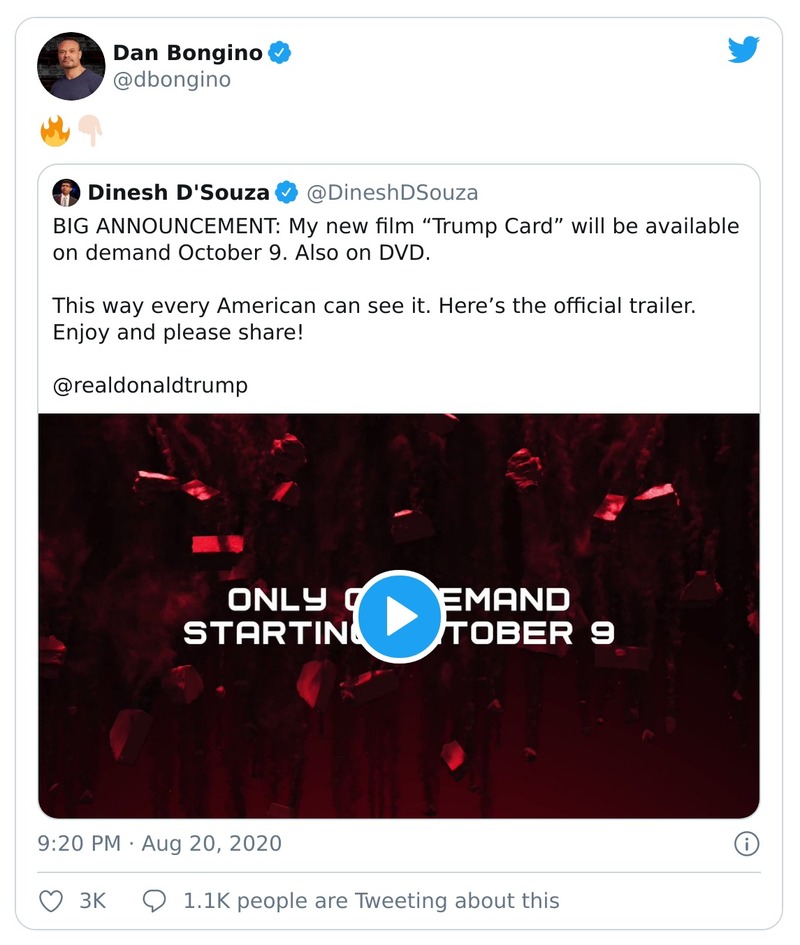 Dan Bongino
@dbongino
🔥👇🏻
Dinesh D'Souza @DineshDSouza
BIG ANNOUNCEMENT: My new film “Trump Card” will be available
on demand October 9. Also on DVD.
This way every American can see it. Here’s the official trailer.
Enjoy and please share!
@realdonaldtrump
ONLY EMAND
STARTIN TOBER 9
9:20 PM · Aug 20, 2020
3K 1.1K people are Tweeting about this